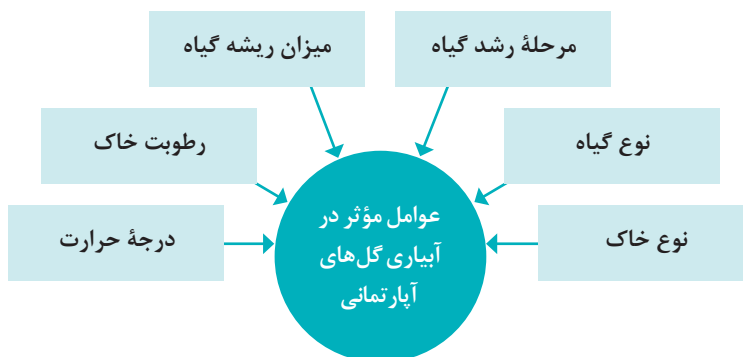 مرحلهٔ رشد گیاه
میزان ریشه گیاه
نوع گیاه
رطوبت خاک
نوع خاک
درجهٔ حرارت
عوامل مؤثر در
آبیاری گل‌های
آپارتمانی